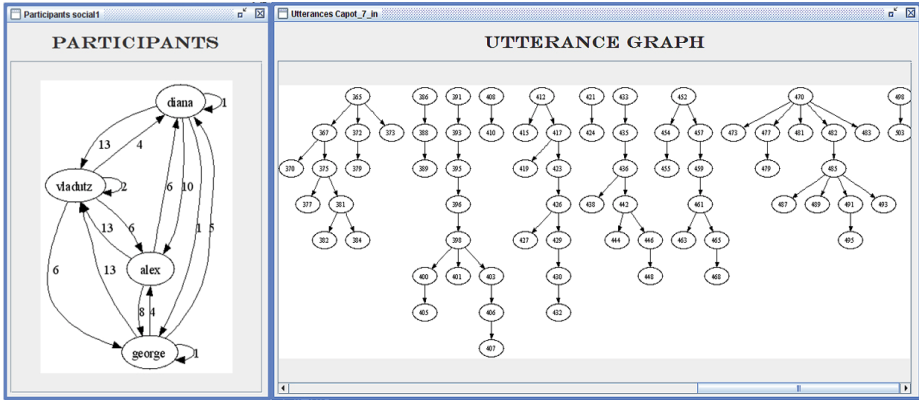 Participants social1
PARTICIPANTS
diana
1
13
4
vladutz
2
6
10
1
5
13
6
alex
6
13
8
4
george
1
Utterances Capot_7_in
UTTERANCE GRAPH
365 386 391 408 412 421 433 452 470 498
367 372 373 388 393 410 415 417 424 435 454 457 473 477 481 482 483 503
370 375 379 389 395 419 423 436 455 459 479 485
377 381 396 426 438 442 461 487 489 491 493
382 384 398 427 429 444 446 463 465 495
400 401 403 430 448 468
405 406 432
407